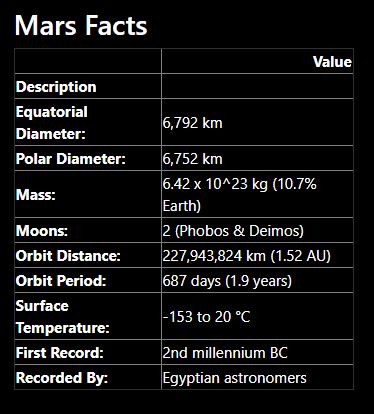 Mars Facts
Value
Description
Equatorial
Diameter:
6,792 km
Polar Diameter: 6,752 km
Mass:
6.42 x 10^23 kg (10.7%
Earth)
Moons: 2 (Phobos & Deimos)
Orbit Distance: 227,943,824 km (1.52 AU)
Orbit Period: 687 days (1.9 years)
Surface
Temperature:
-153 to 20 °C
First Record: 2nd millennium BC
Recorded By: Egyptian astronomers